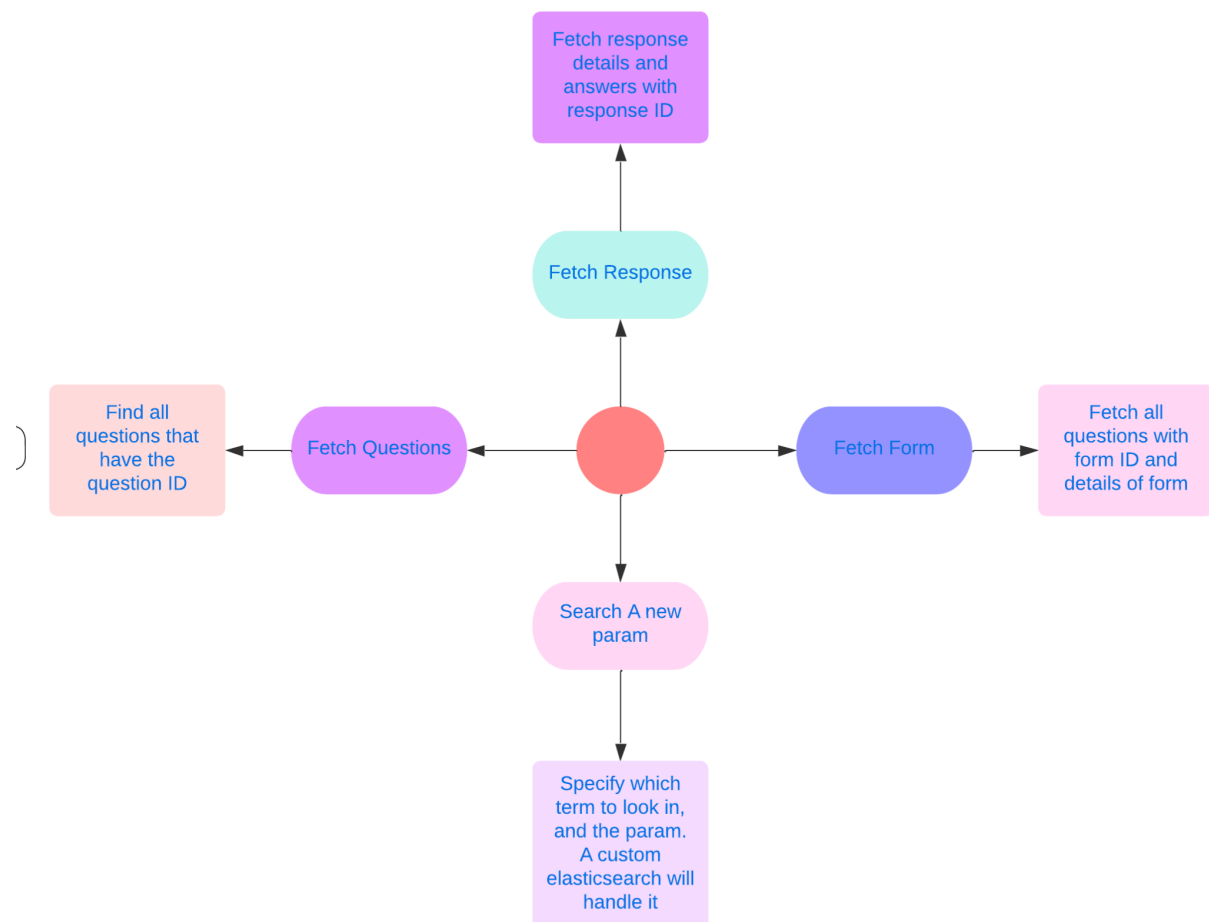 Fetch response
details and
answers with
response ID
Fetch Response
Find all
questions that
have the
question ID
Fetch Questions
Fetch Form
Fetch all
questions with
form ID and
details of form
Search A new
param
Specify which
term to look in,
and the param.
A custom
elasticsearch will
handle it